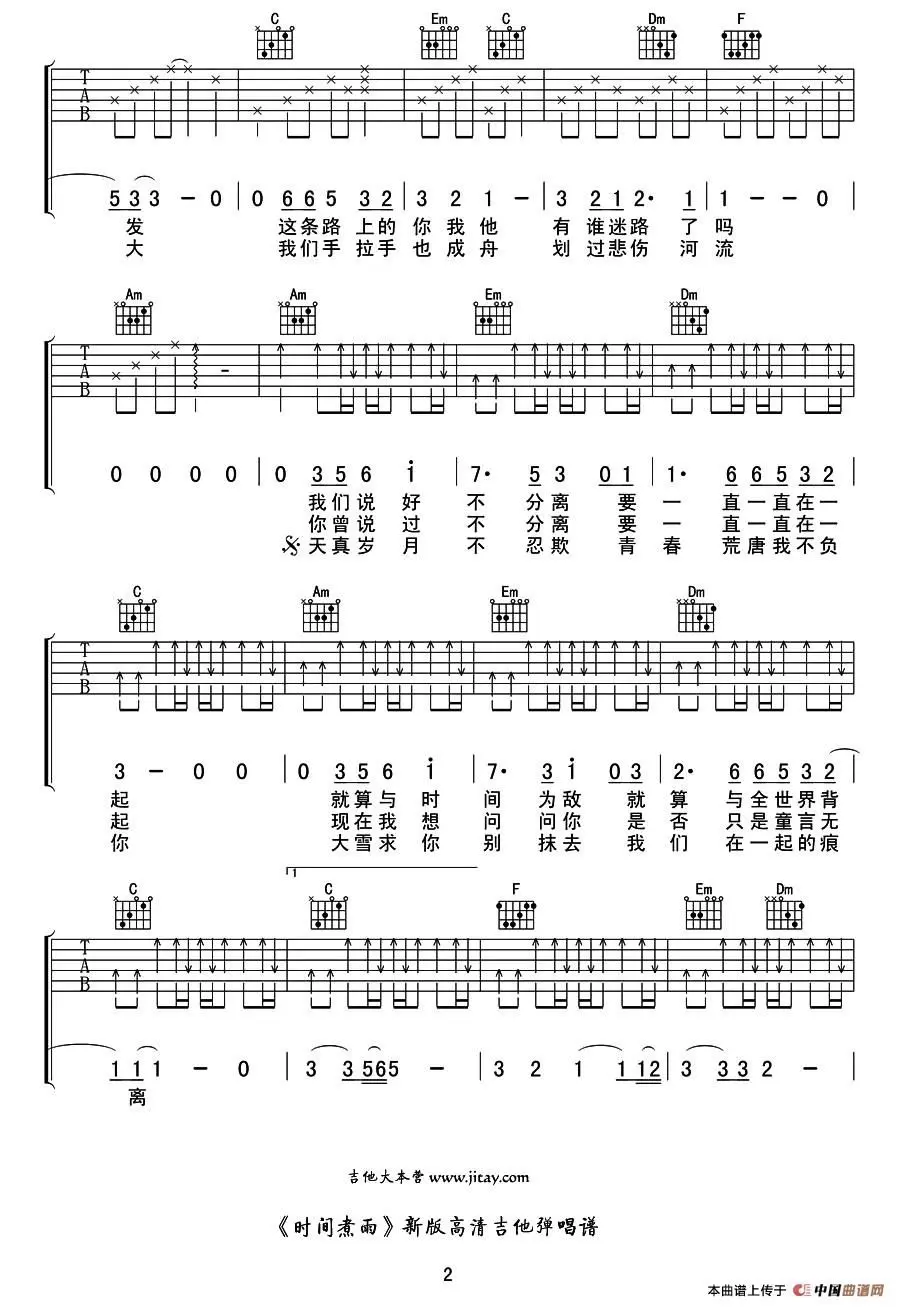 C Em C Dm F
T
A
B
5 3 3 - 0 | 0 6 6 5 3 2 | 3 2 1 - | 3 2 1 2· 1 | 1 - - 0
发 这条路上的你我他 有谁迷路了吗
大 我们手拉手也成舟 划过悲伤河流
Am Am Em Dm
T
A
B
0 0 0 0 | 0 3 5 6 i | 7· 5 3 0 1 | 1· 6 6 5 3 2
我们说好不分离要一直一直在一
你曾说过不分离要一直一直在一
天真岁月不忍欺青春荒唐我不负
C Am Em Dm
T
A
B
3 - 0 0 | 0 3 5 6 i | 7· 3 i 0 3 | 2· 6 6 5 3 2
起 就算与时间为敌就算与全世界背
起 现在我想问问你是否只是童言无
你 大雪求你别抹去我们在一起的痕
1
C C F Em Dm
T
A
B
1 1 1 - 0 | 3 3 5 6 5 - | 3 2 1 1 1 2 | 3 3 3 2 -
离
吉他大本营 www.jitay.com
《时间煮雨》新版高清吉他弹唱谱
2
本曲谱上传于 中国曲谱网